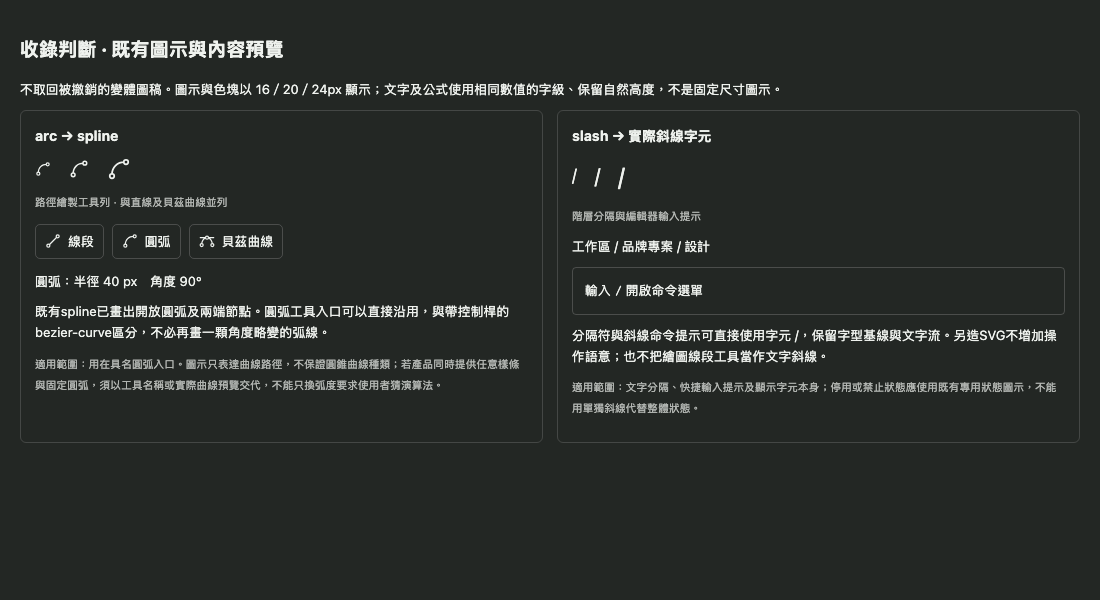 收錄判斷 · 既有圖示與內容預覽
不取回被撤銷的變體圖稿。圖示與色塊以 16 / 20 / 24px 顯示；文字及公式使用相同數值的字級、保留自然高度，不是固定尺寸圖示。
arc → spline
路徑繪製工具列 · 與直線及貝茲曲線並列
線段 圓弧 貝茲曲線
圓弧：半徑 40 px　角度 90°
既有spline已畫出開放圓弧及兩端節點。圓弧工具入口可以直接沿用，與帶控制桿的
bezier-curve區分，不必再畫一顆角度略變的弧線。
適用範圍：用在具名圓弧入口。圖示只表達曲線路徑，不保證圓錐曲線種類；若產品同時提供任意樣條
與固定圓弧，須以工具名稱或實際曲線預覽交代，不能只換弧度要求使用者猜演算法。
slash → 實際斜線字元
/ / /
階層分隔與編輯器輸入提示
工作區 / 品牌專案 / 設計
輸入 / 開啟命令選單
分隔符與斜線命令提示可直接使用字元 /，保留字型基線與文字流。另造SVG不增加操
作語意；也不把繪圖線段工具當作文字斜線。
適用範圍：文字分隔、快捷輸入提示及顯示字元本身；停用或禁止狀態應使用既有專用狀態圖示，不能
用單獨斜線代替整體狀態。